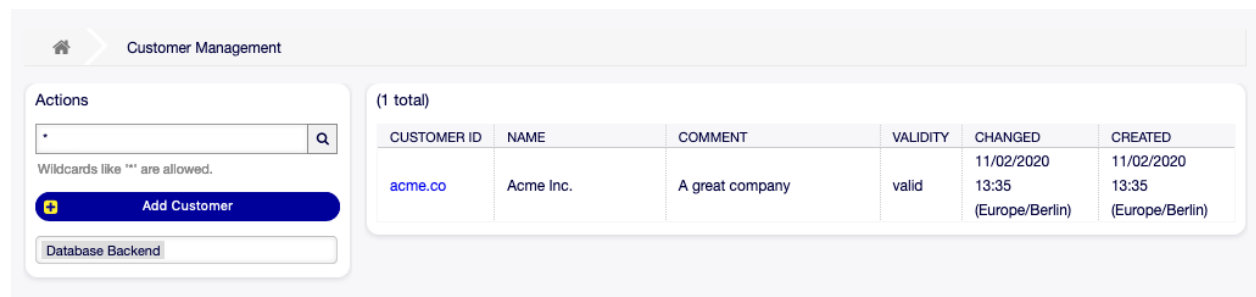 Customer Management
Actions
*
Wildcards like '*' are allowed.
Add Customer
Database Backend
(1 total)
CUSTOMER ID NAME COMMENT VALIDITY CHANGED CREATED
acme.co Acme Inc. A great company valid 11/02/2020 13:35 (Europe/Berlin) 11/02/2020 13:35 (Europe/Berlin)